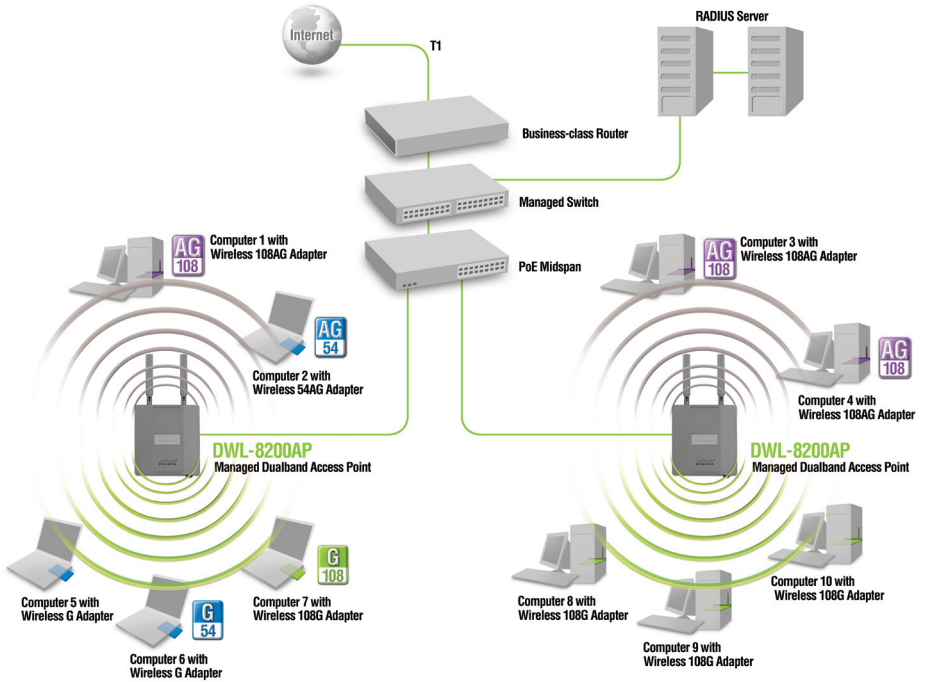 Internet
T1
RADIUS Server
Business-class Router
Managed Switch
PoE Midspan
AG
108
Computer 1 with
Wireless 108AG Adapter
AG
54
Computer 2 with
Wireless 54AG Adapter
DWL-8200AP
Managed Dualband Access Point
Computer 5 with
Wireless G Adapter
G
54
Computer 6 with
Wireless G Adapter
G
108
Computer 7 with
Wireless 108G Adapter
AG
108
Computer 3 with
Wireless 108AG Adapter
AG
108
Computer 4 with
Wireless 108AG Adapter
DWL-8200AP
Managed Dualband Access Point
Computer 8 with
Wireless 108G Adapter
Computer 9 with
Wireless 108G Adapter
Computer 10 with
Wireless 108G Adapter